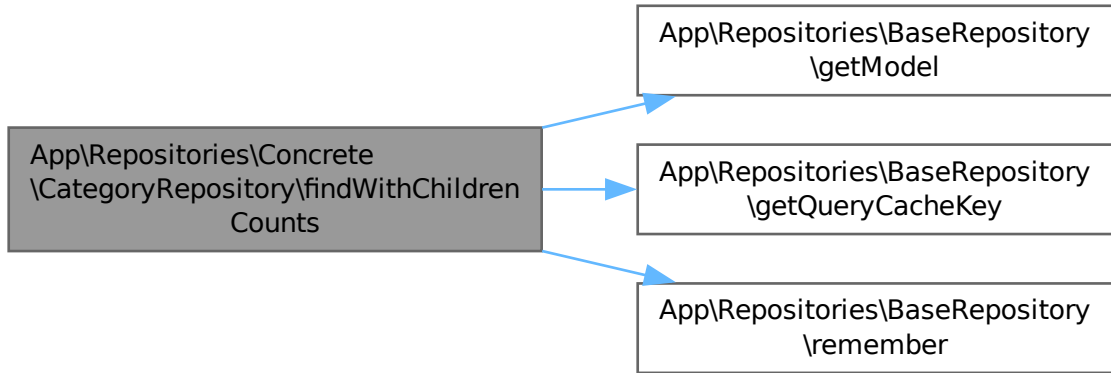 App\Repositories\Concrete
\CategoryRepository\findWithChildren
Counts
App\Repositories\BaseRepository
\getModel
App\Repositories\BaseRepository
\getQueryCacheKey
App\Repositories\BaseRepository
\remember